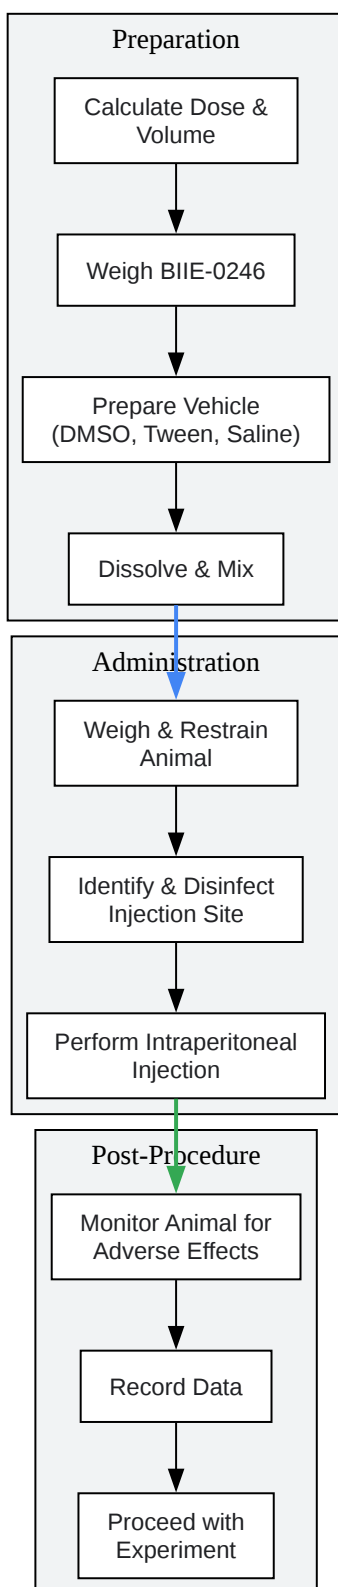 Preparation
Calculate Dose &
Volume
Weigh BIIE-0246
Prepare Vehicle
(DMSO, Tween, Saline)
Dissolve & Mix
Administration
Weigh & Restrain
Animal
Identify & Disinfect
Injection Site
Perform Intraperitoneal
Injection
Post-Procedure
Monitor Animal for
Adverse Effects
Record Data
Proceed with
Experiment